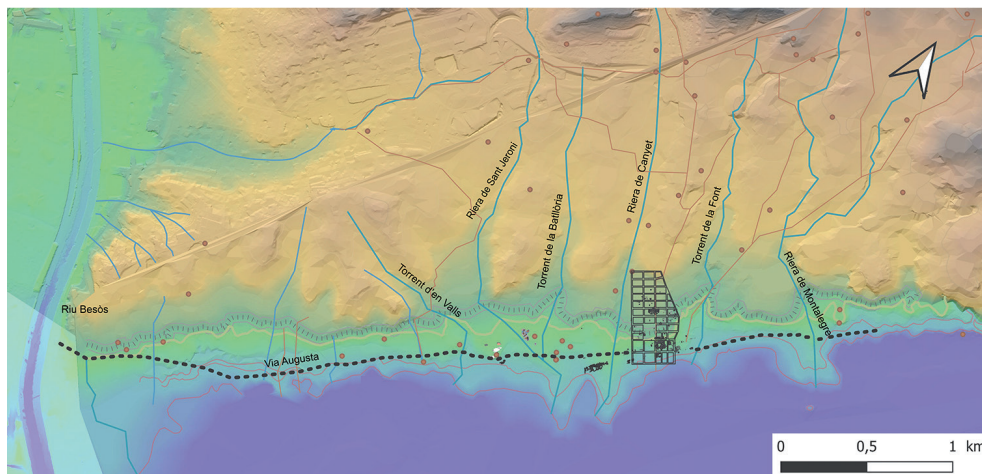 Riera de Sant Jeroni
Torrent de la Batllòria
Riera de Canyet
Torrent de la Font
Torrent d'en Valls
Riera de Montalegre
Riu Besòs
Via Augusta
0 0,5 1 km